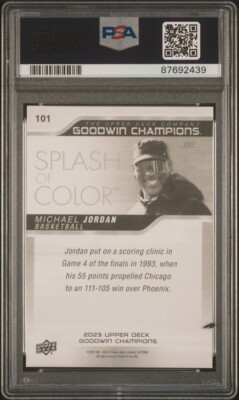 PSA
87692439
101
THE UPPER DECK COMPANY
GOODWIN CHAMPIONS
SPLASH
OF
COLOR™
MICHAEL JORDAN
BASKETBALL
Jordan put on a scoring clinic in
Game 4 of the finals in 1993, when
his 55 points propelled Chicago
to an 111-105 win over Phoenix.
2023 UPPER DECK
GOODWIN CHAMPIONS